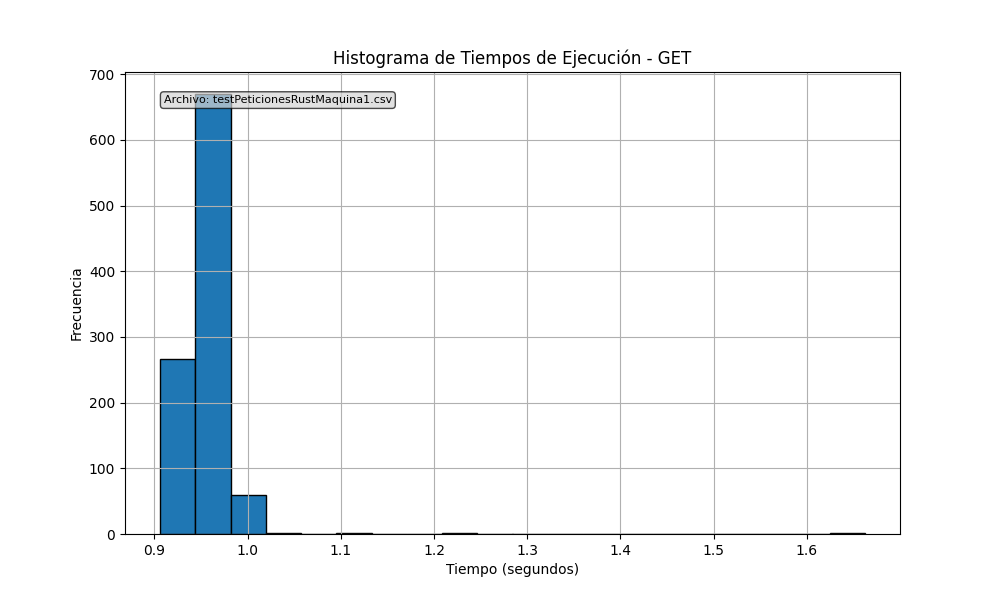 Histograma de Tiempos de Ejecución - GET
Archivo: testPeticionesRustMaquina1.csv
Frecuencia
700
600
500
400
300
200
100
0
0.9 1.0 1.1 1.2 1.3 1.4 1.5 1.6
Tiempo (segundos)